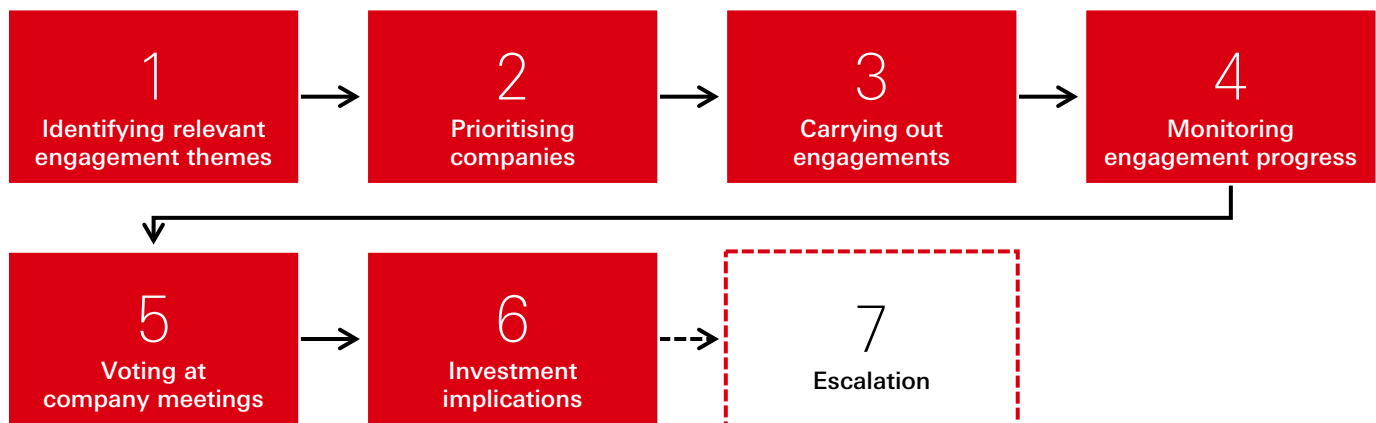 1
Identifying relevant
engagement themes
2
Prioritising
companies
3
Carrying out
engagements
4
Monitoring
engagement progress
5
Voting at
company meetings
6
Investment
implications
7
Escalation